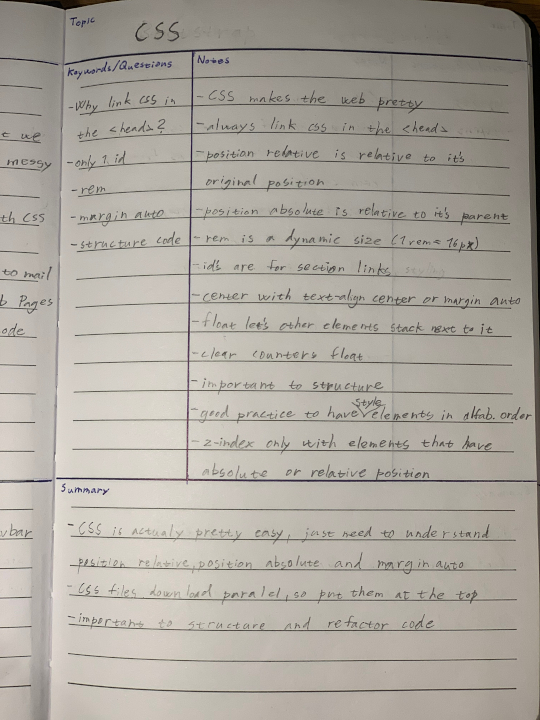 Topic
CSS
Keywords/Questions
-Why link css in
the <head>?
-only 1 id
-rem
-margin auto
-structure code
Notes
-CSS makes the web pretty
-always link css in the <head>
-position relative is relative to it's
original position
-position absolute is relative to it's parent
-rem is a dynamic size (1rem = 16px)
-id's are for section links
-center with text-align center or margin auto
-float let's other elements stack next to it
-clear counters float
-important to structure
style
-good practice to have elements in alfab. order
-z-index only with elements that have
absolute or relative position
Summary
-CSS is actualy pretty easy, just need to understand
position relative, position absolute and margin auto
-CSS files download paralel, so put them at the top
-important to structure and refactor code
we
messy
th CSS
to mail
Pages
ode
vbar